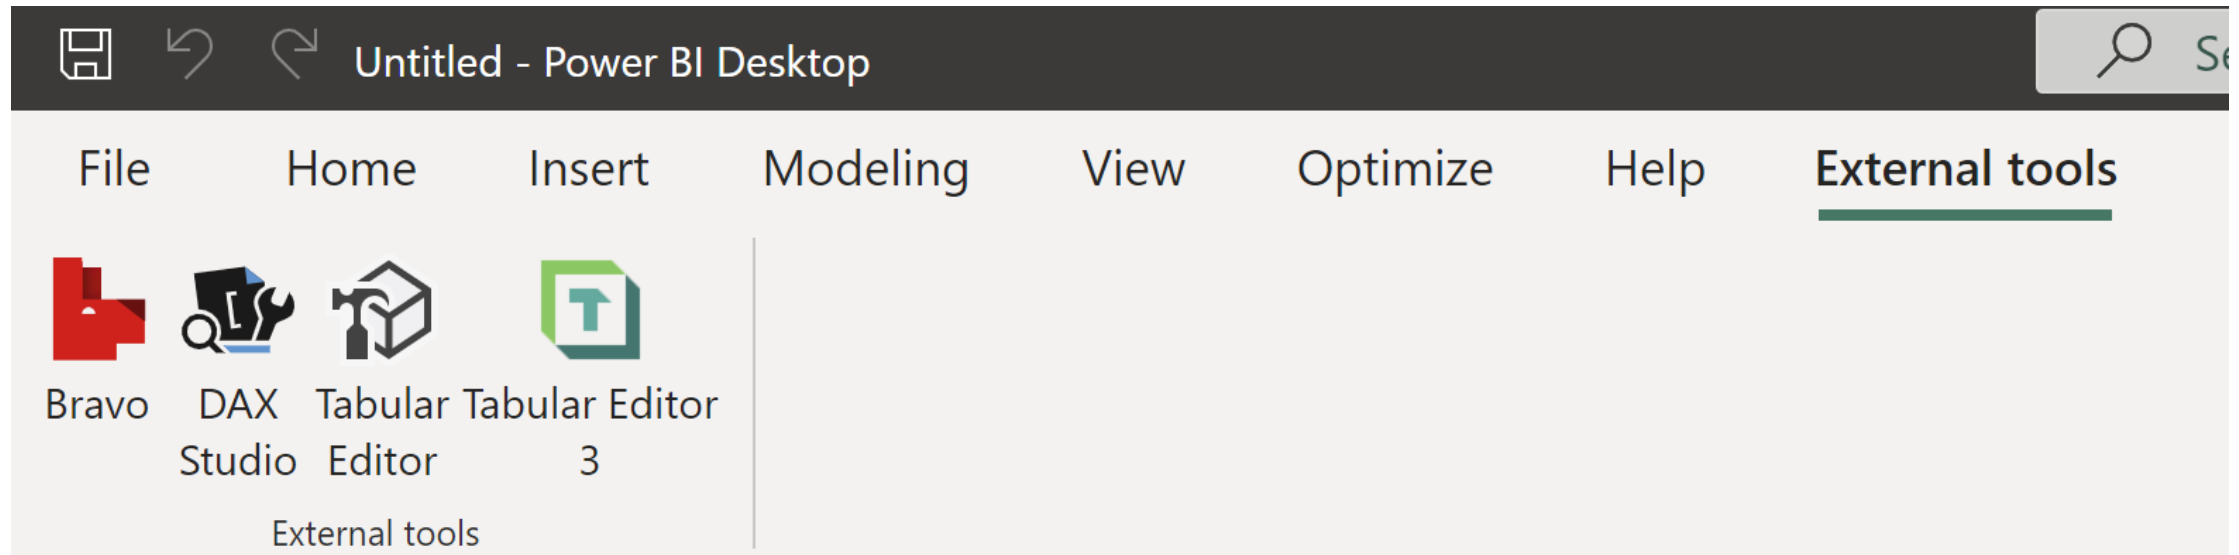 Untitled - Power BI Desktop
File Home Insert Modeling View Optimize Help External tools
Bravo DAX Tabular Tabular Editor
Studio Editor 3
External tools